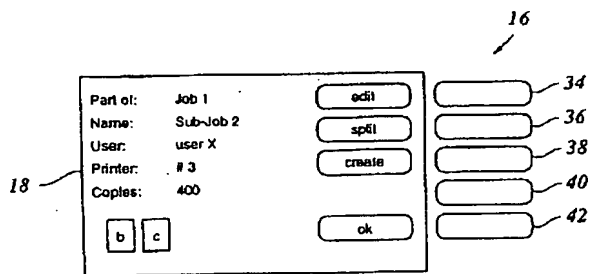 16
Part of: Job 1 edit 34
Name: Sub-Job 2 split 36
User: user X
Printer: # 3 create 38
18
Copies: 400 40
b c ok 42